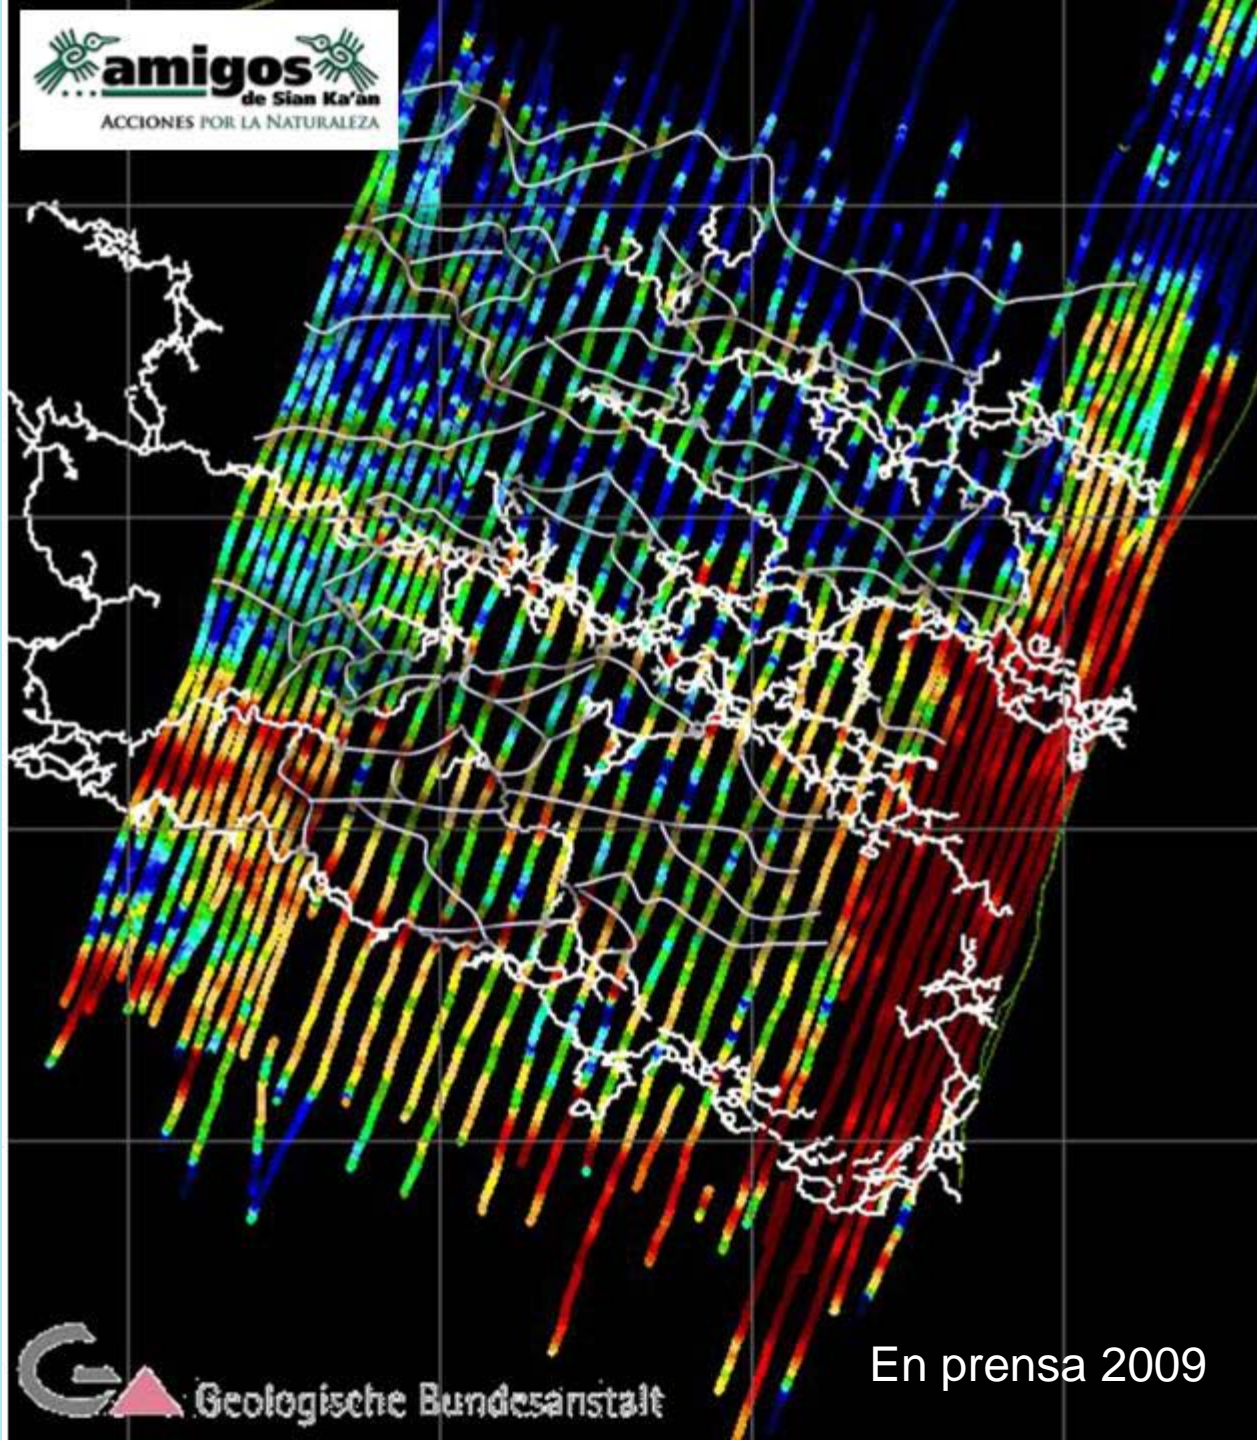 ...amigos
de Sian Ka'an
ACCIONES POR LA NATURALEZA
Geologische Bundesanstalt
En prensa 2009